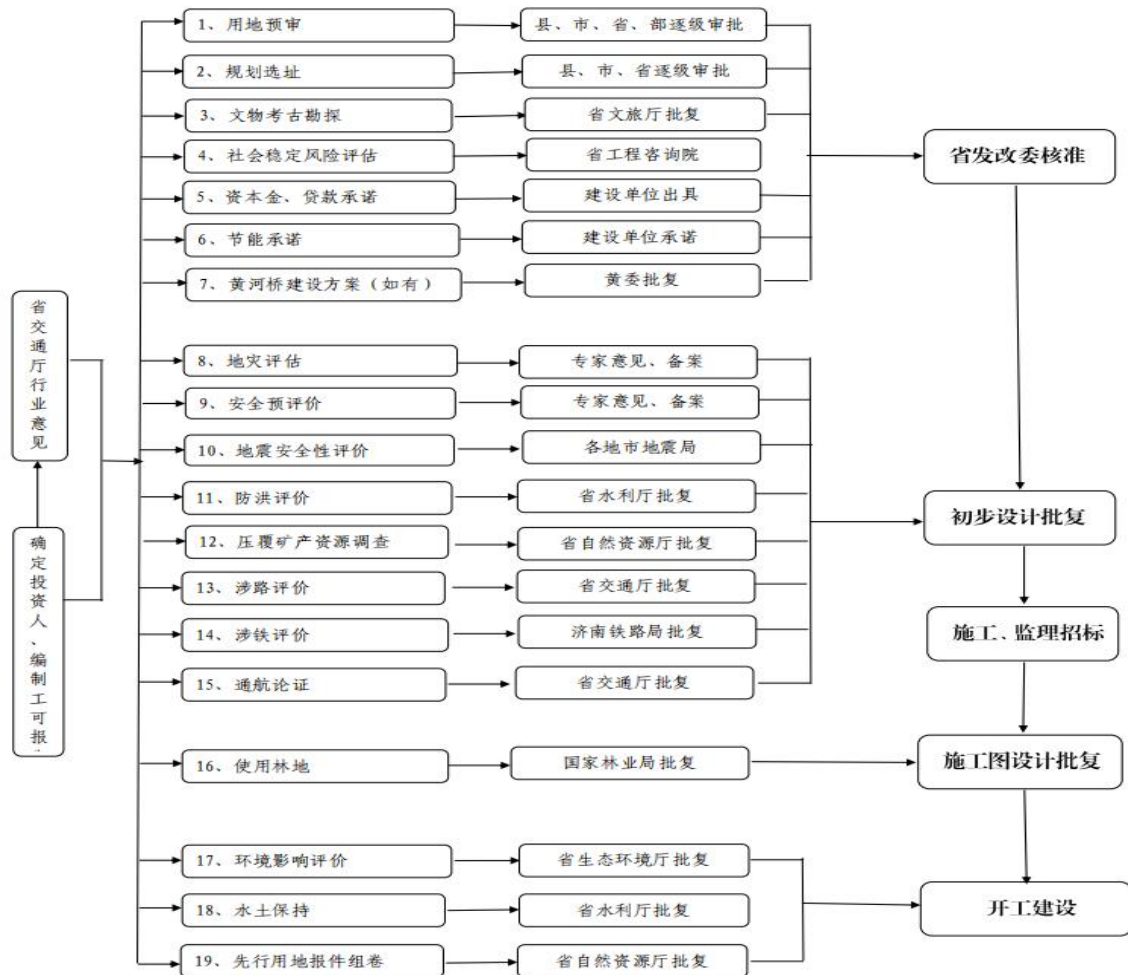 1、用地预审
县、市、省、部逐级审批
2、规划选址
县、市、省逐级审批
3、文物考古勘探
省文旅厅批复
4、社会稳定风险评估
省工程咨询院
5、资本金、贷款承诺
建设单位出具
6、节能承诺
建设单位承诺
7、黄河桥建设方案（如有）
黄委批复
省发改委核准
省交通厅行业意见
确定投资人、编制工可报
8、地灾评估
专家意见、备案
9、安全预评价
专家意见、备案
10、地震安全性评价
各地市地震局
11、防洪评价
省水利厅批复
12、压覆矿产资源调查
省自然资源厅批复
13、涉路评价
省交通厅批复
14、涉铁评价
济南铁路局批复
15、通航论证
省交通厅批复
初步设计批复
施工、监理招标
16、使用林地
国家林业局批复
施工图设计批复
17、环境影响评价
省生态环境厅批复
18、水土保持
省水利厅批复
19、先行用地报件组卷
省自然资源厅批复
开工建设